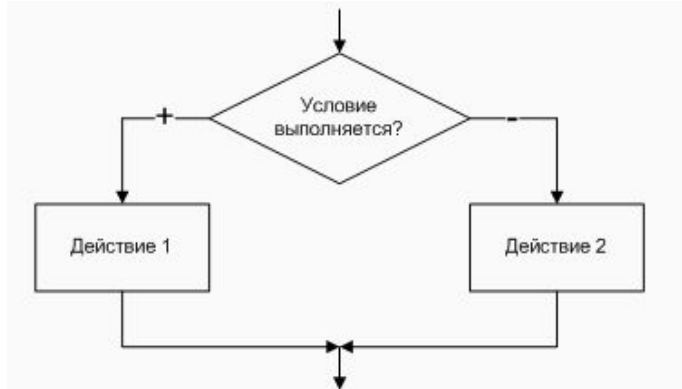 Условие
выполняется?
+
-
Действие 1
Действие 2